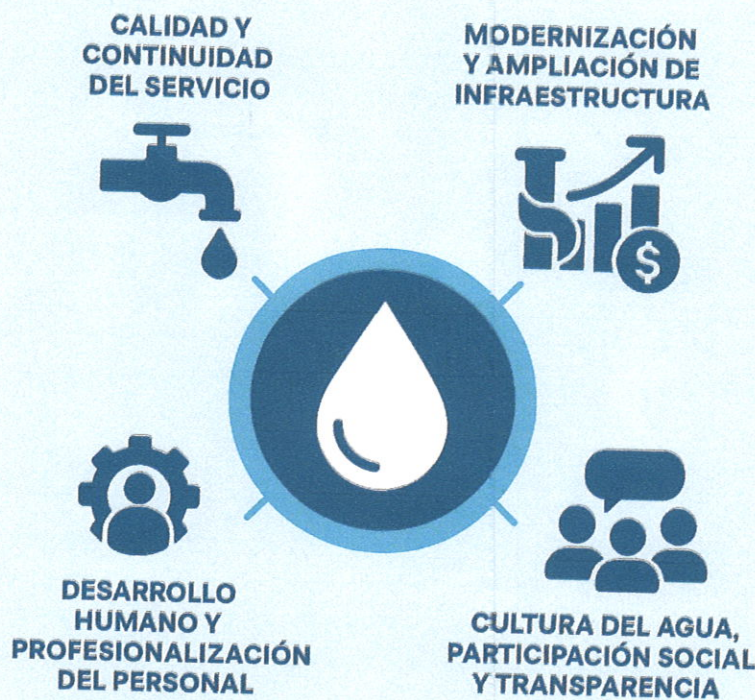 CALIDAD Y
CONTINUIDAD
DEL SERVICIO
MODERNIZACIÓN
Y AMPLIACIÓN DE
INFRAESTRUCTURA
$
DESARROLLO
HUMANO Y
PROFESIONALIZACIÓN
DEL PERSONAL
CULTURA DEL AGUA,
PARTICIPACIÓN SOCIAL
Y TRANSPARENCIA